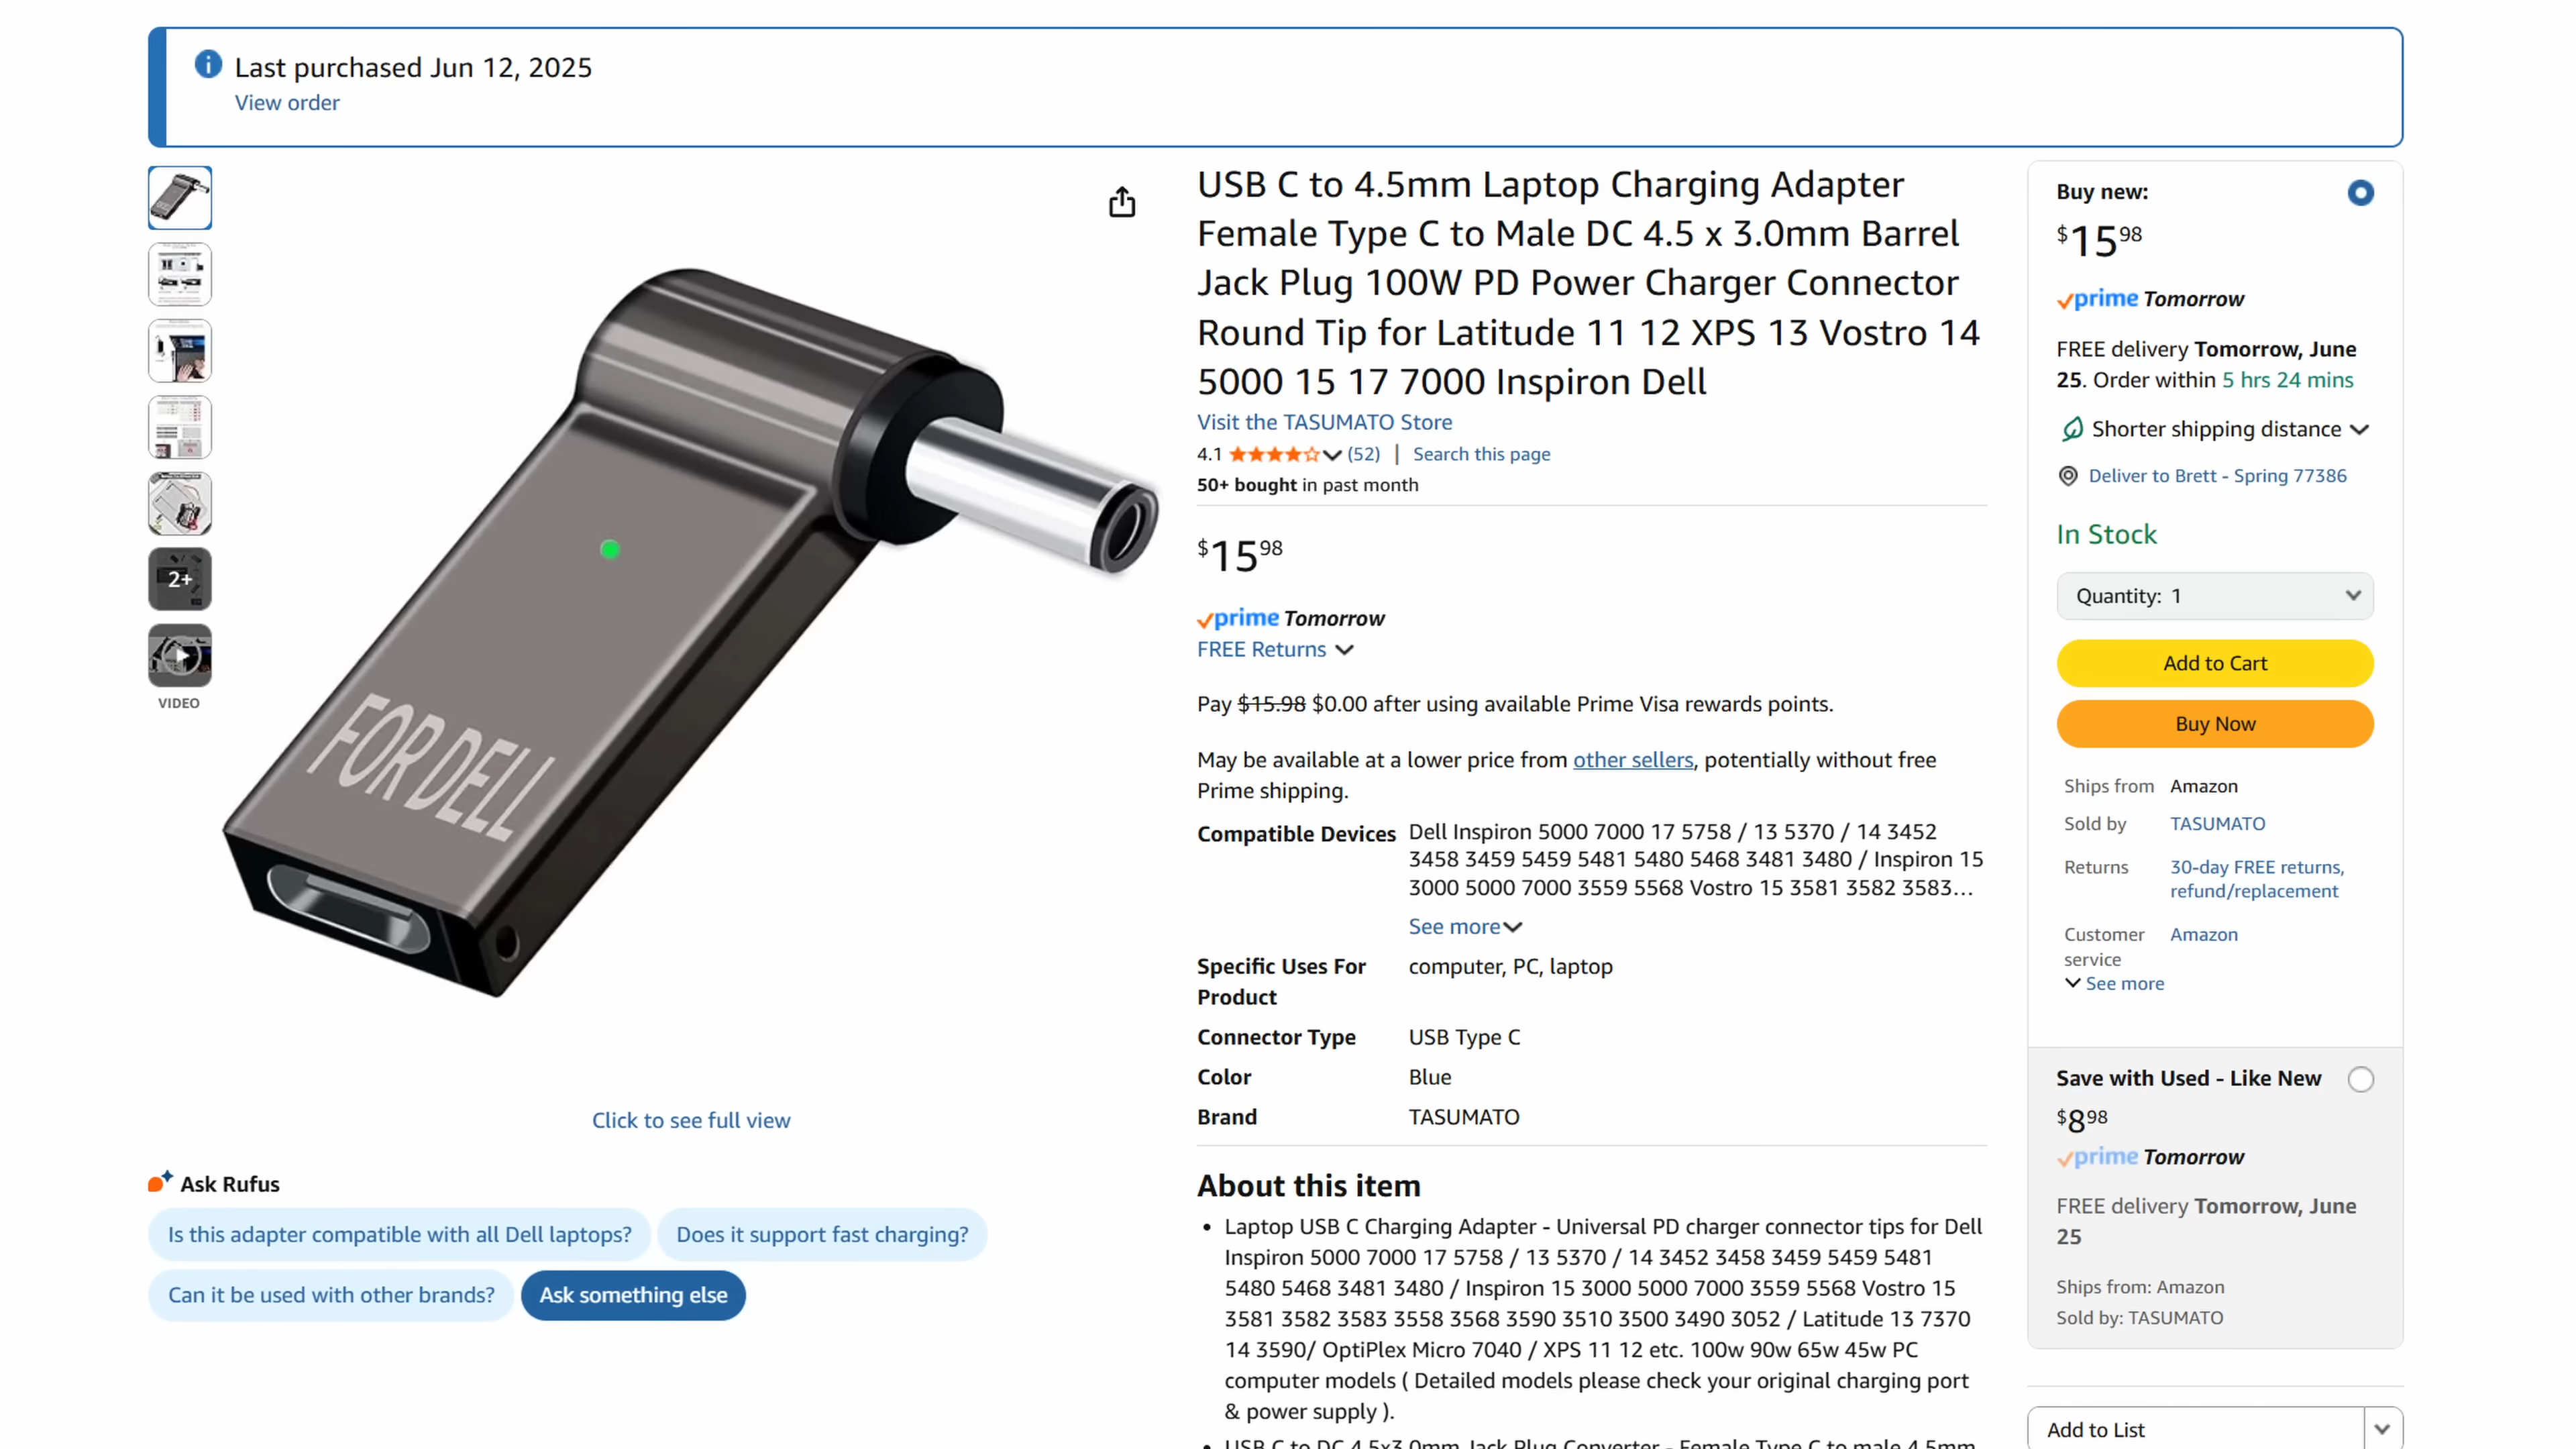 Last purchased Jun 12, 2025
View order
2+
VIDEO
FOR DELL
Click to see full view
Ask Rufus
Is this adapter compatible with all Dell laptops?
Does it support fast charging?
Can it be used with other brands?
Ask something else
USB C to 4.5mm Laptop Charging Adapter
Female Type C to Male DC 4.5 x 3.0mm Barrel
Jack Plug 100W PD Power Charger Connector
Round Tip for Latitude 11 12 XPS 13 Vostro 14
5000 15 17 7000 Inspiron Dell
Visit the TASUMATO Store
4.1 (52) | Search this page
50+ bought in past month
$15 98
prime Tomorrow
FREE Returns
Pay $15.98 $0.00 after using available Prime Visa rewards points.
May be available at a lower price from other sellers, potentially without free
Prime shipping.
Compatible Devices Dell Inspiron 5000 7000 17 5758 / 13 5370 / 14 3452
3458 3459 5459 5481 5480 5468 3481 3480 / Inspiron 15
3000 5000 7000 3559 5568 Vostro 15 3581 3582 3583…
See more
Specific Uses For computer, PC, laptop
Product
Connector Type USB Type C
Color Blue
Brand TASUMATO
About this item
• Laptop USB C Charging Adapter - Universal PD charger connector tips for Dell
Inspiron 5000 7000 17 5758 / 13 5370 / 14 3452 3458 3459 5459 5481
5480 5468 3481 3480 / Inspiron 15 3000 5000 7000 3559 5568 Vostro 15
3581 3582 3583 3558 3568 3590 3510 3500 3490 3052 / Latitude 13 7370
14 3590/ OptiPlex Micro 7040 / XPS 11 12 etc. 100w 90w 65w 45w PC
computer models ( Detailed models please check your original charging port
& power supply ).
• USB C to DC 4.5x3.0mm Jack Plug Converter - Female Type C to male 4.5mm
Buy new:
$15 98
prime Tomorrow
FREE delivery Tomorrow, June
25. Order within 5 hrs 24 mins
Shorter shipping distance
Deliver to Brett - Spring 77386
In Stock
Quantity: 1
Add to Cart
Buy Now
Ships from Amazon
Sold by TASUMATO
Returns 30-day FREE returns,
refund/replacement
Customer Amazon
service
See more
Save with Used - Like New
$8 98
prime Tomorrow
FREE delivery Tomorrow, June
25
Ships from: Amazon
Sold by: TASUMATO
Add to List